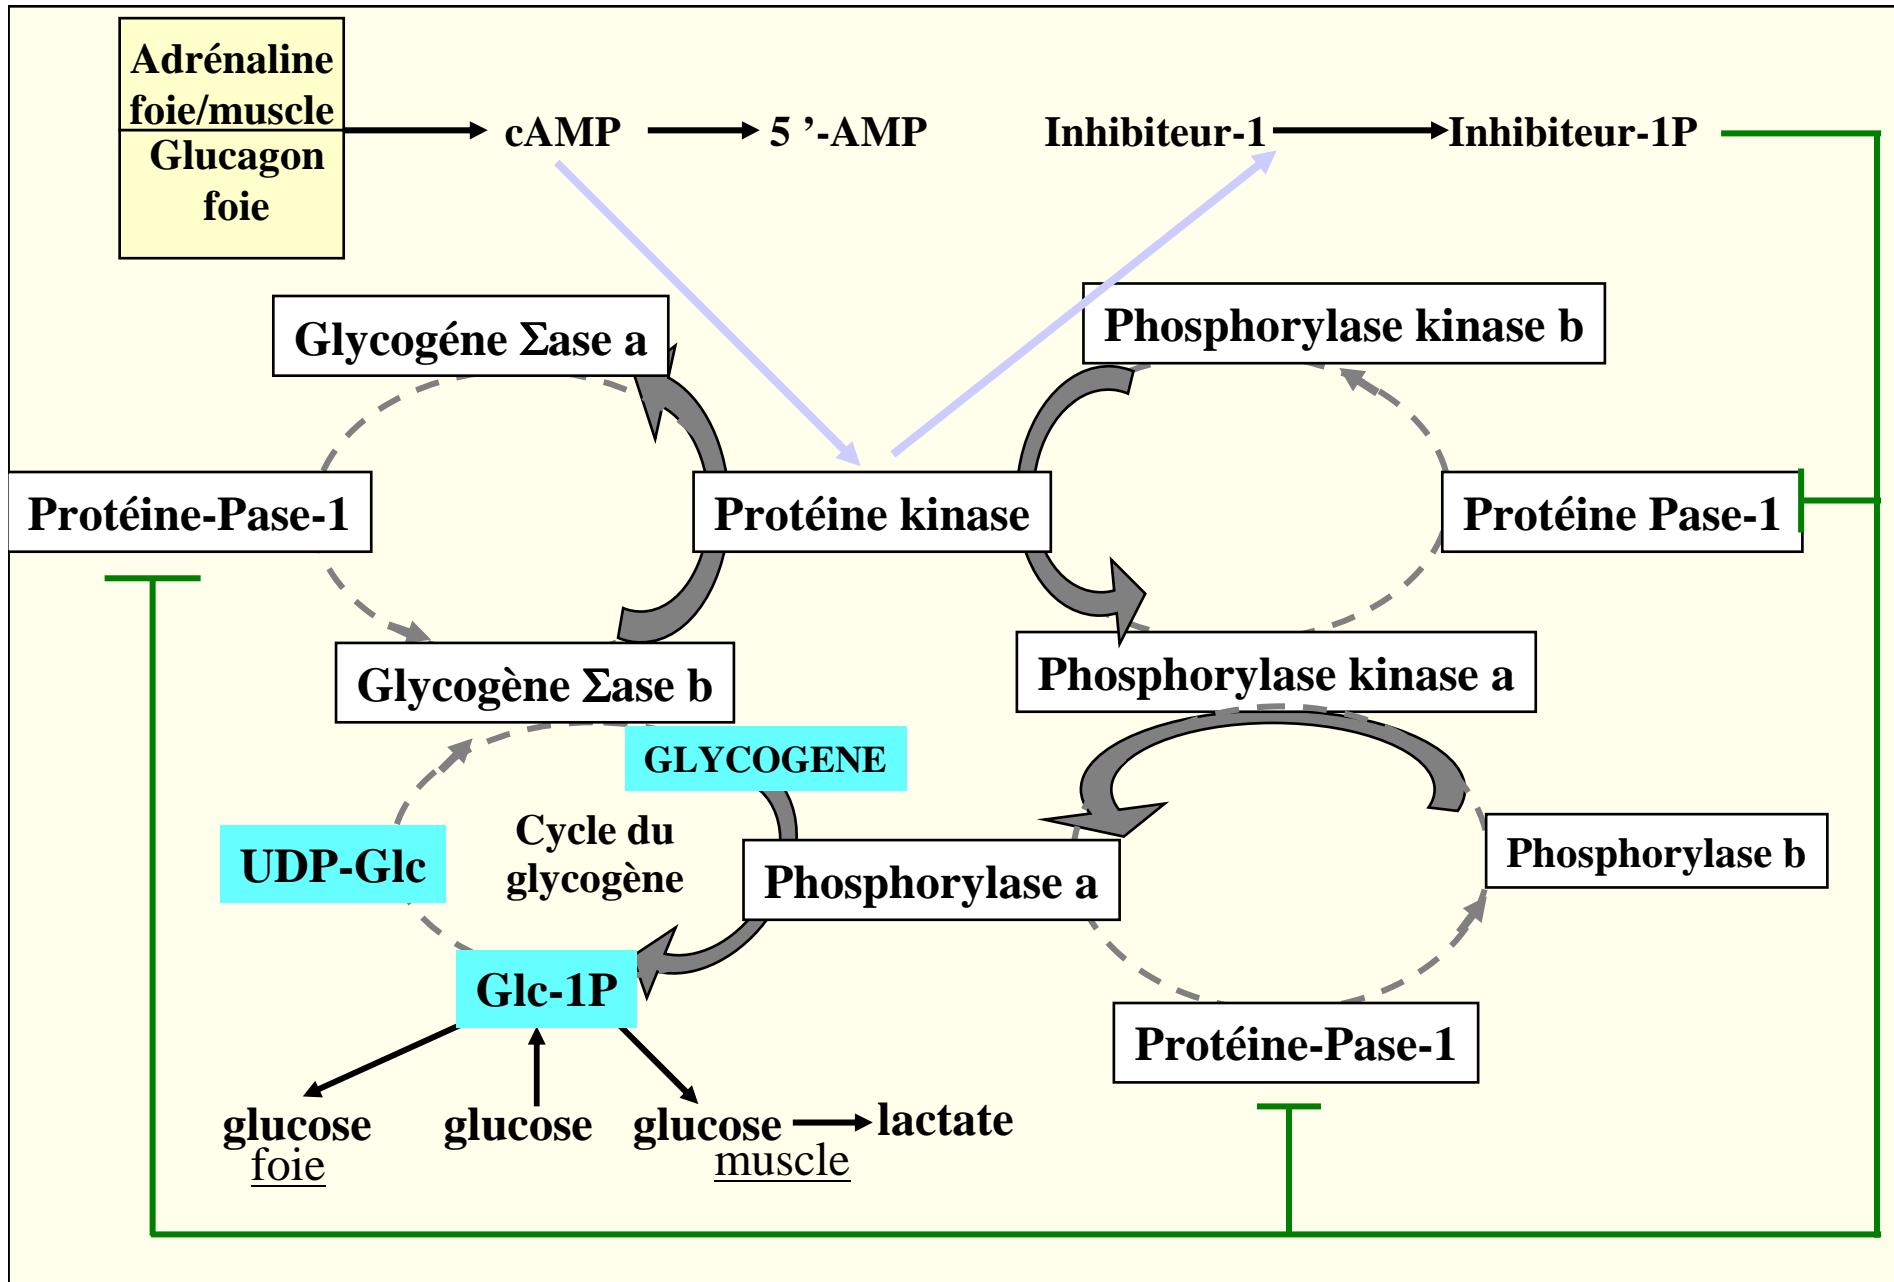 Adrénaline
foie/muscle
Glucagon
foie
cAMP
5 ’-AMP
Inhibiteur-1
Inhibiteur-1P
Glycogéne Σase a
Phosphorylase kinase b
Protéine-Pase-1
Protéine kinase
Protéine Pase-1
Glycogène Σase b
Phosphorylase kinase a
GLYCOGENE
UDP-Glc
Cycle du
glycogène
Phosphorylase a
Phosphorylase b
Glc-1P
Protéine-Pase-1
glucose
foie
glucose
glucose
muscle
lactate